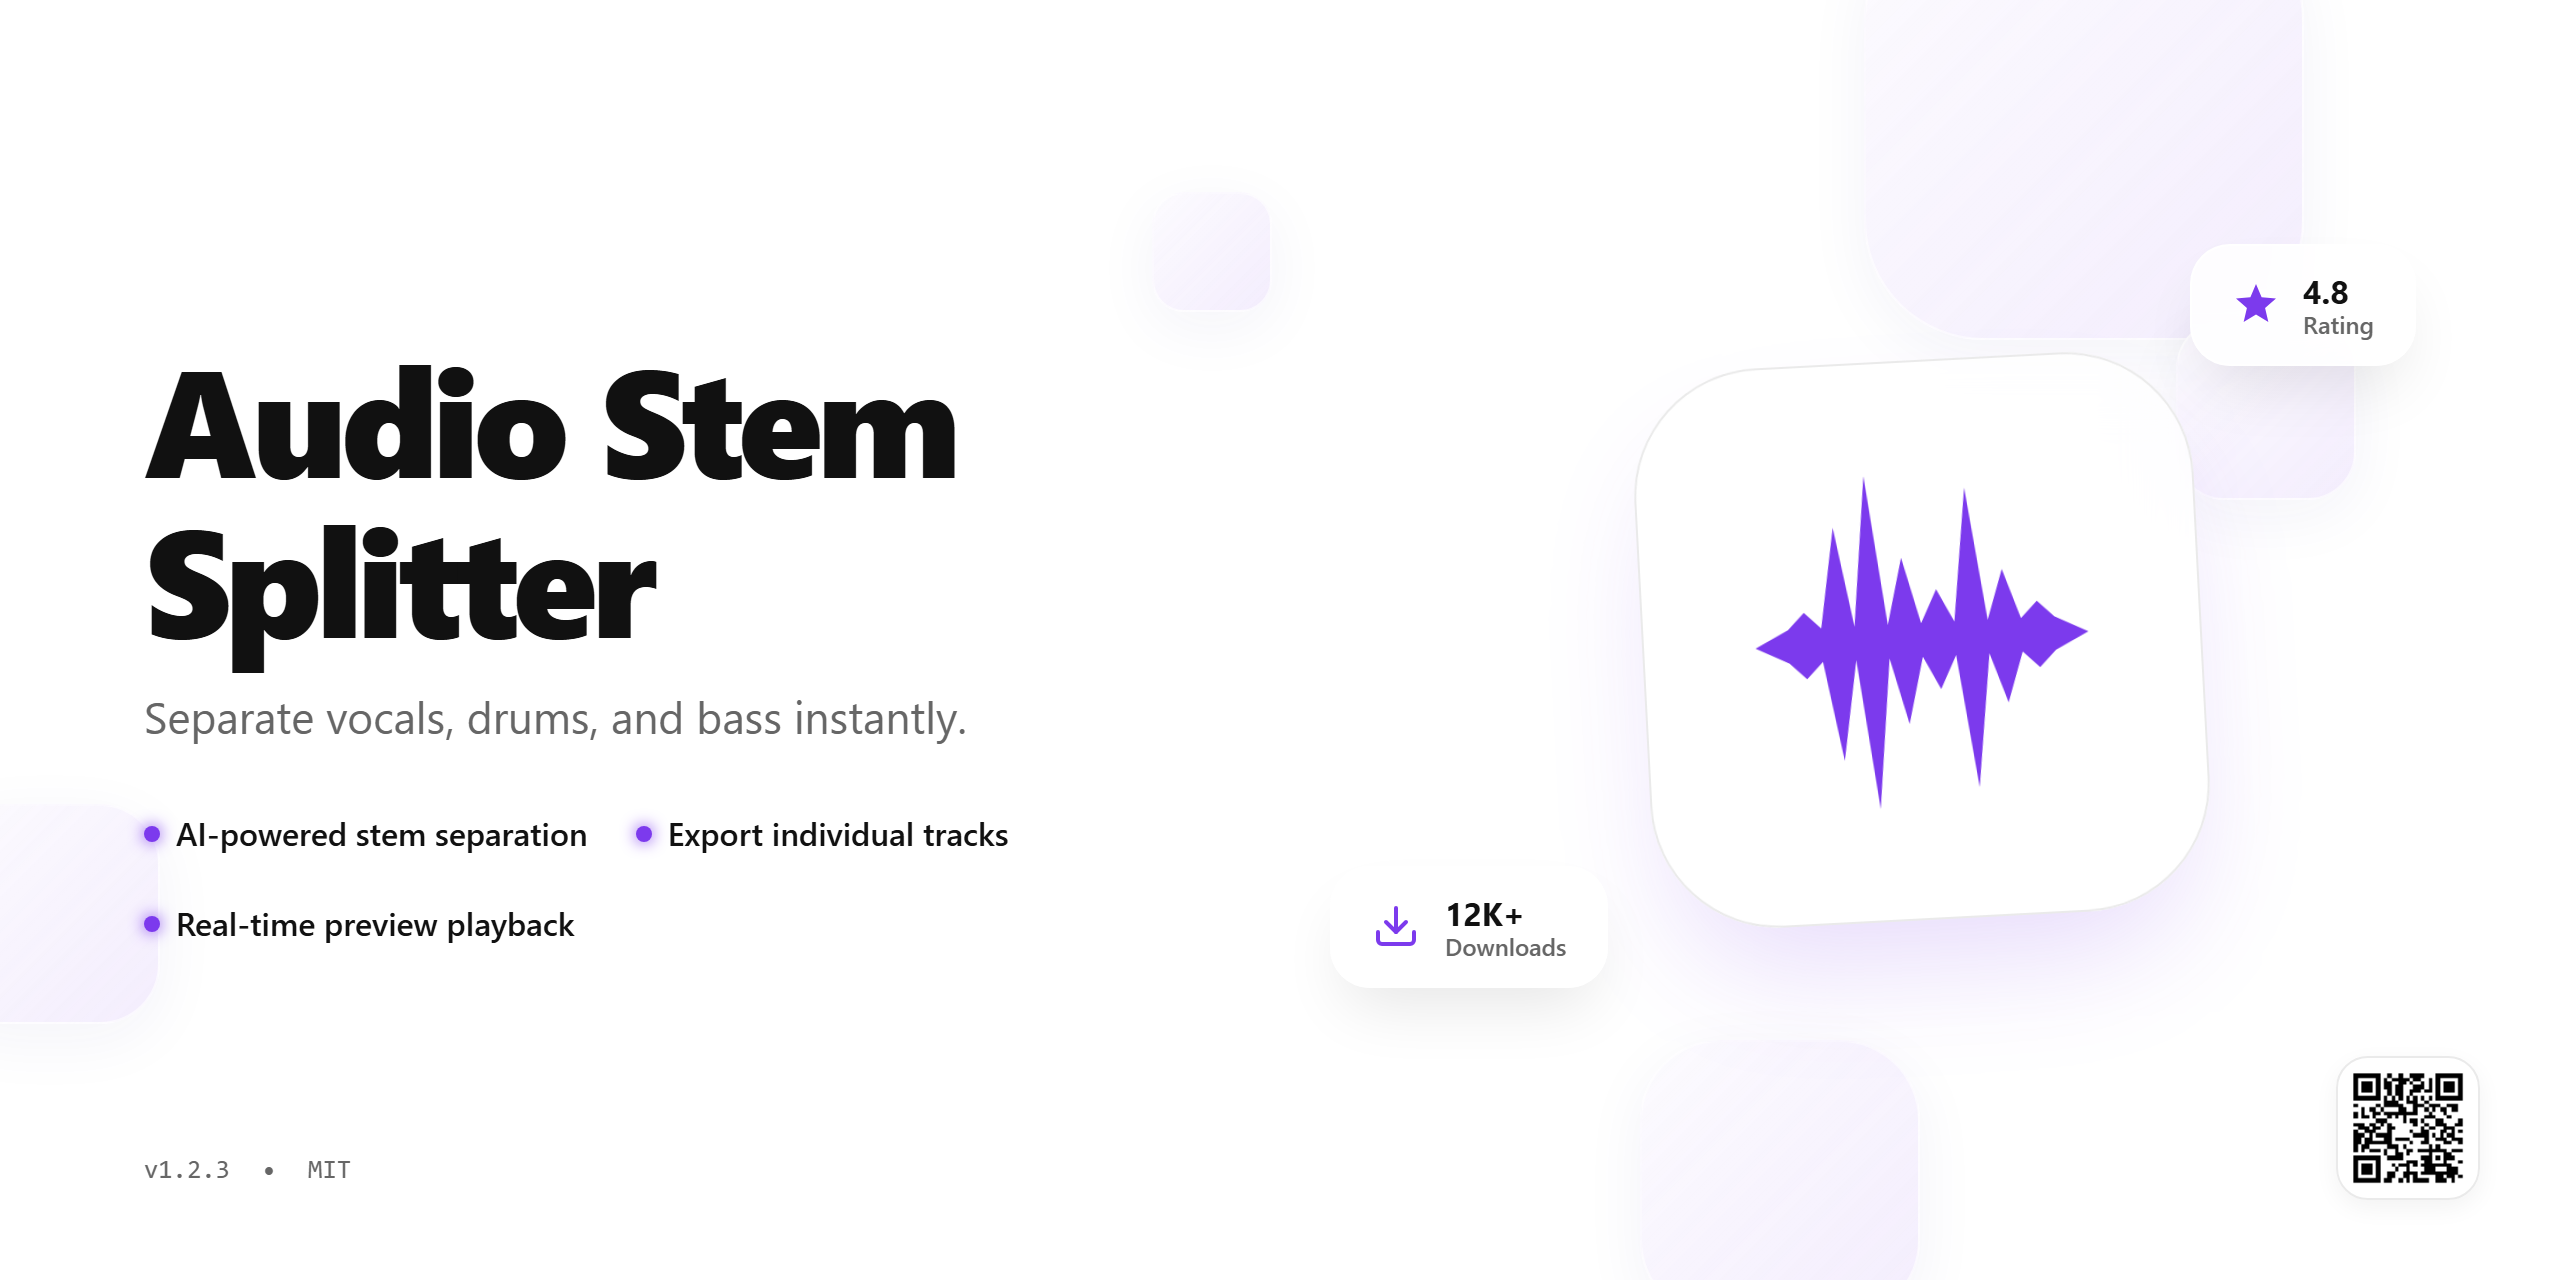 Audio Stem
Splitter
Separate vocals, drums, and bass instantly.
AI-powered stem separation
Export individual tracks
Real-time preview playback
v1.2.3 • MIT
4.8
Rating
12K+
Downloads